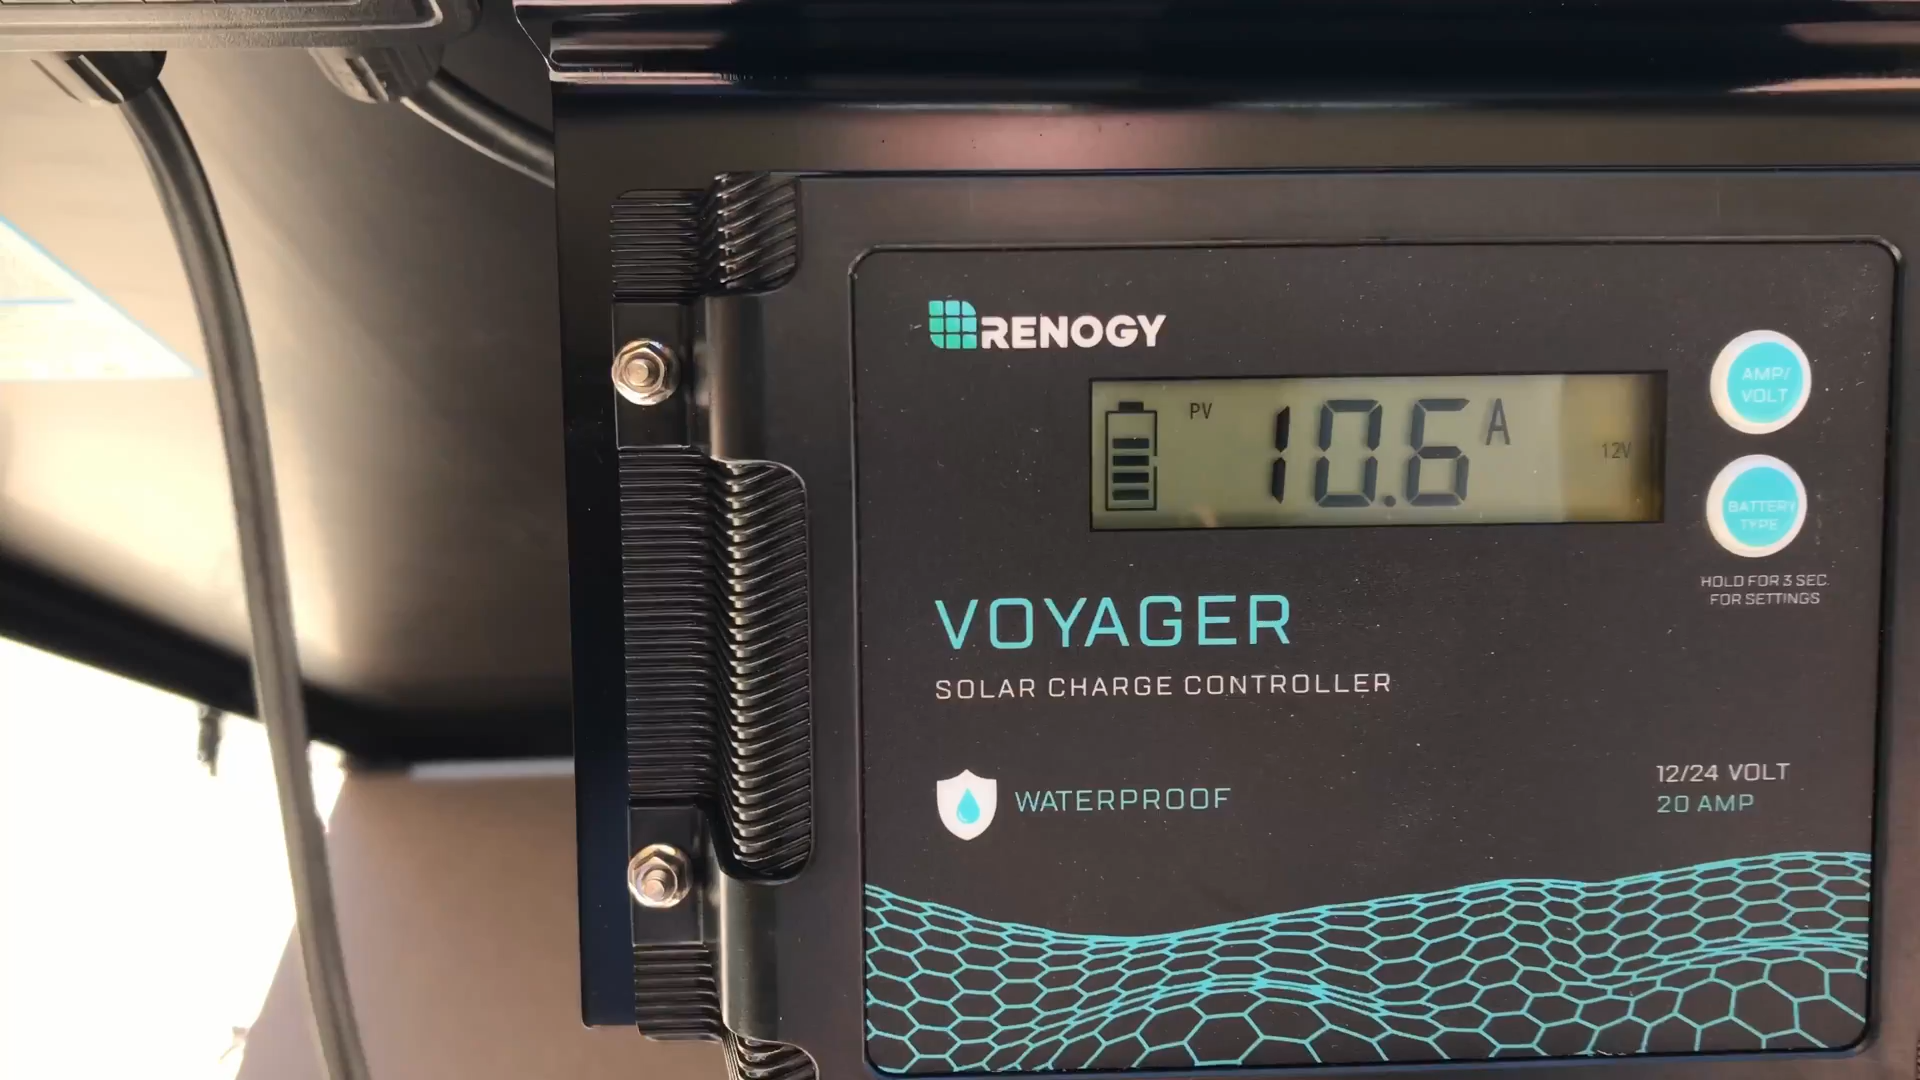 RENOGY
PV 10.6 A
12V
AMP/
VOLT
BATTERY
TYPE
HOLD FOR 3 SEC.
FOR SETTINGS
VOYAGER
SOLAR CHARGE CONTROLLER
WATERPROOF
12/24 VOLT
20 AMP